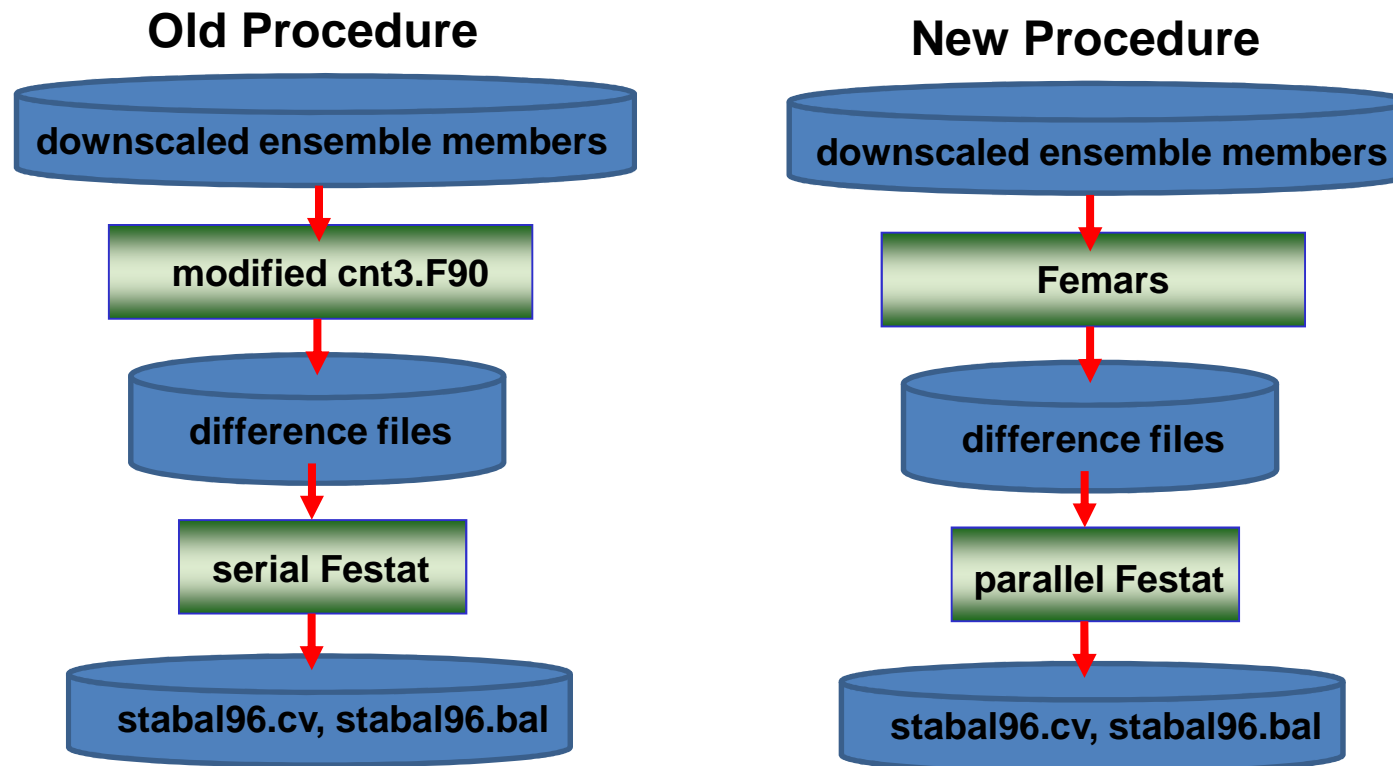 Old Procedure
downscaled ensemble members
modified cnt3.F90
difference files
serial Festat
stabal96.cv, stabal96.bal
New Procedure
downscaled ensemble members
Femars
difference files
parallel Festat
stabal96.cv, stabal96.bal